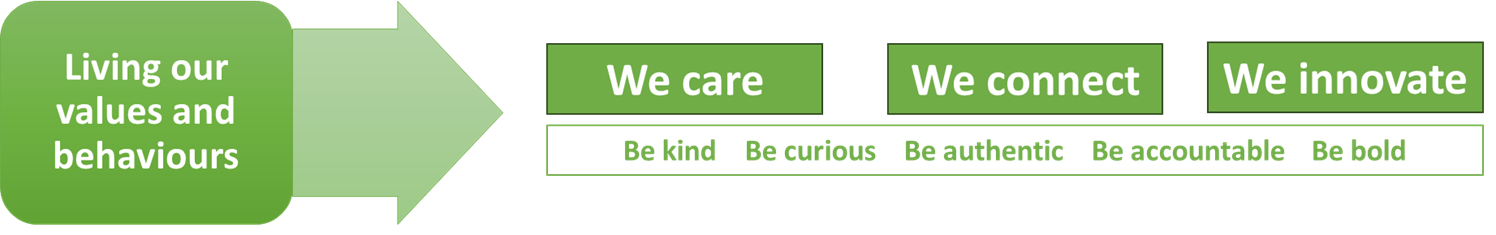 Living our
values and
behaviours
We care
We connect
We innovate
Be kind Be curious Be authentic Be accountable Be bold